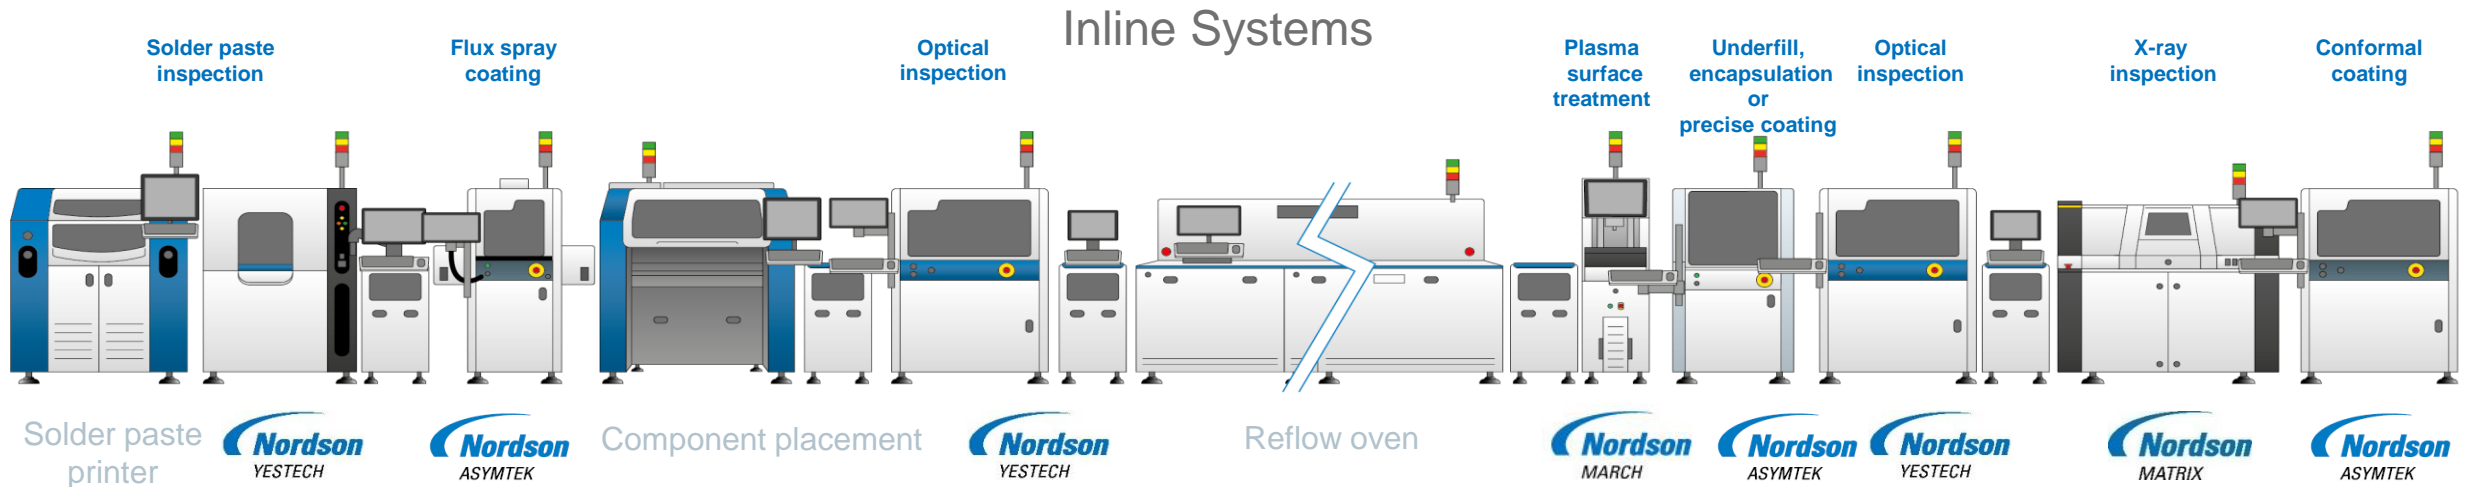 Inline Systems
Solder paste
inspection
Flux spray
coating
Optical
inspection
Plasma
surface
treatment
Underfill,
encapsulation
or
precise coating
Optical
inspection
X-ray
inspection
Conformal
coating
Solder paste
printer
Nordson
YESTECH
Nordson
ASYMTEK
Component placement
Nordson
YESTECH
Reflow oven
Nordson
MARCH
Nordson
ASYMTEK
Nordson
YESTECH
Nordson
MATRIX
Nordson
ASYMTEK